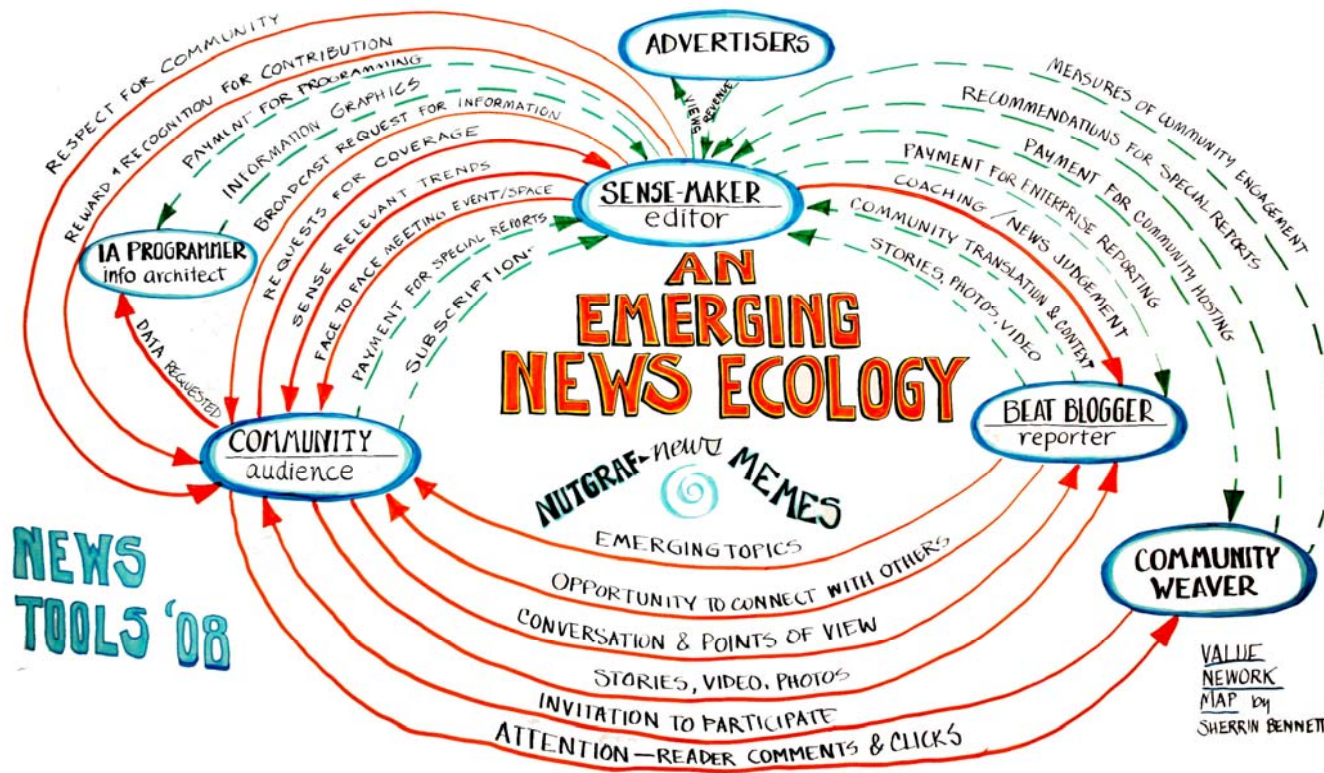 ADVERTISERS
VIEWS
REVENUE
RESPECT FOR COMMUNITY
REWARD & RECOGNITION FOR CONTRIBUTION
PAYMENT FOR PROGRAMMING
INFORMATION GRAPHICS
BROADCAST REQUEST FOR INFORMATION
REQUESTS FOR COVERAGE
SENSE RELEVANT TRENDS
FACE TO FACE MEETING EVENT/SPACE
PAYMENT FOR SPECIAL REPORTS
SUBSCRIPTIONS
SENSE-MAKER
editor
MEASURES OF COMMUNITY ENGAGEMENT
RECOMMENDATIONS FOR SPECIAL REPORTS
PAYMENT FOR COMMUNITY HOSTING
PAYMENT FOR ENTERPRISE REPORTING
COACHING / NEWS JUDGEMENT
COMMUNITY TRANSLATION & CONTEXT
STORIES, PHOTOS, VIDEO
IA PROGRAMMER
info architect
DATA REQUESTED
AN
EMERGING
NEWS ECOLOGY
COMMUNITY
audience
BEAT BLOGGER
reporter
NUTGRAF-news MEMES
EMERGING TOPICS
OPPORTUNITY TO CONNECT WITH OTHERS
CONVERSATION & POINTS OF VIEW
STORIES, VIDEO, PHOTOS
INVITATION TO PARTICIPATE
ATTENTION—READER COMMENTS & CLICKS
COMMUNITY
WEAVER
NEWS
TOOLS '08
VALUE
NEWORK
MAP by
SHERRIN BENNETT